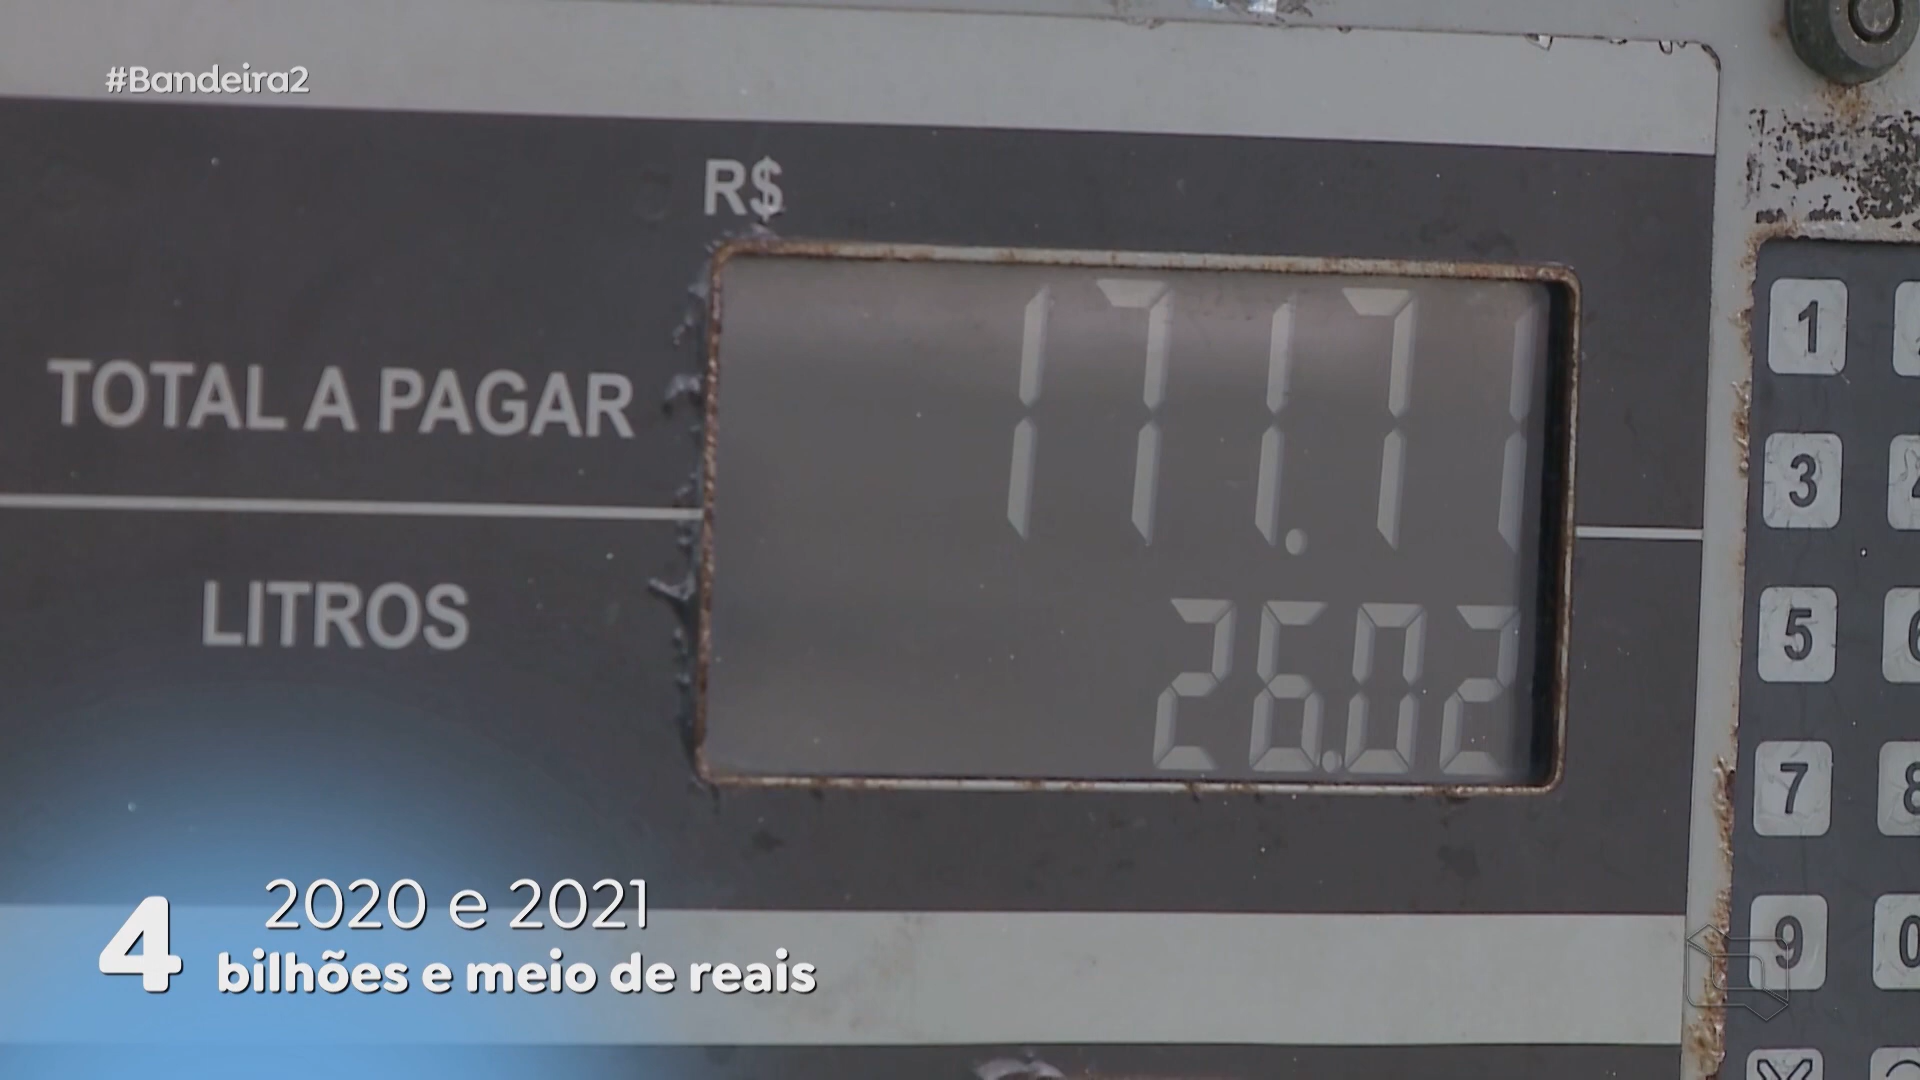 #Bandeira2
R$
TOTAL A PAGAR
171.71
LITROS
26.02
1
3
5
7
9
2020 e 2021
4 bilhões e meio de reais